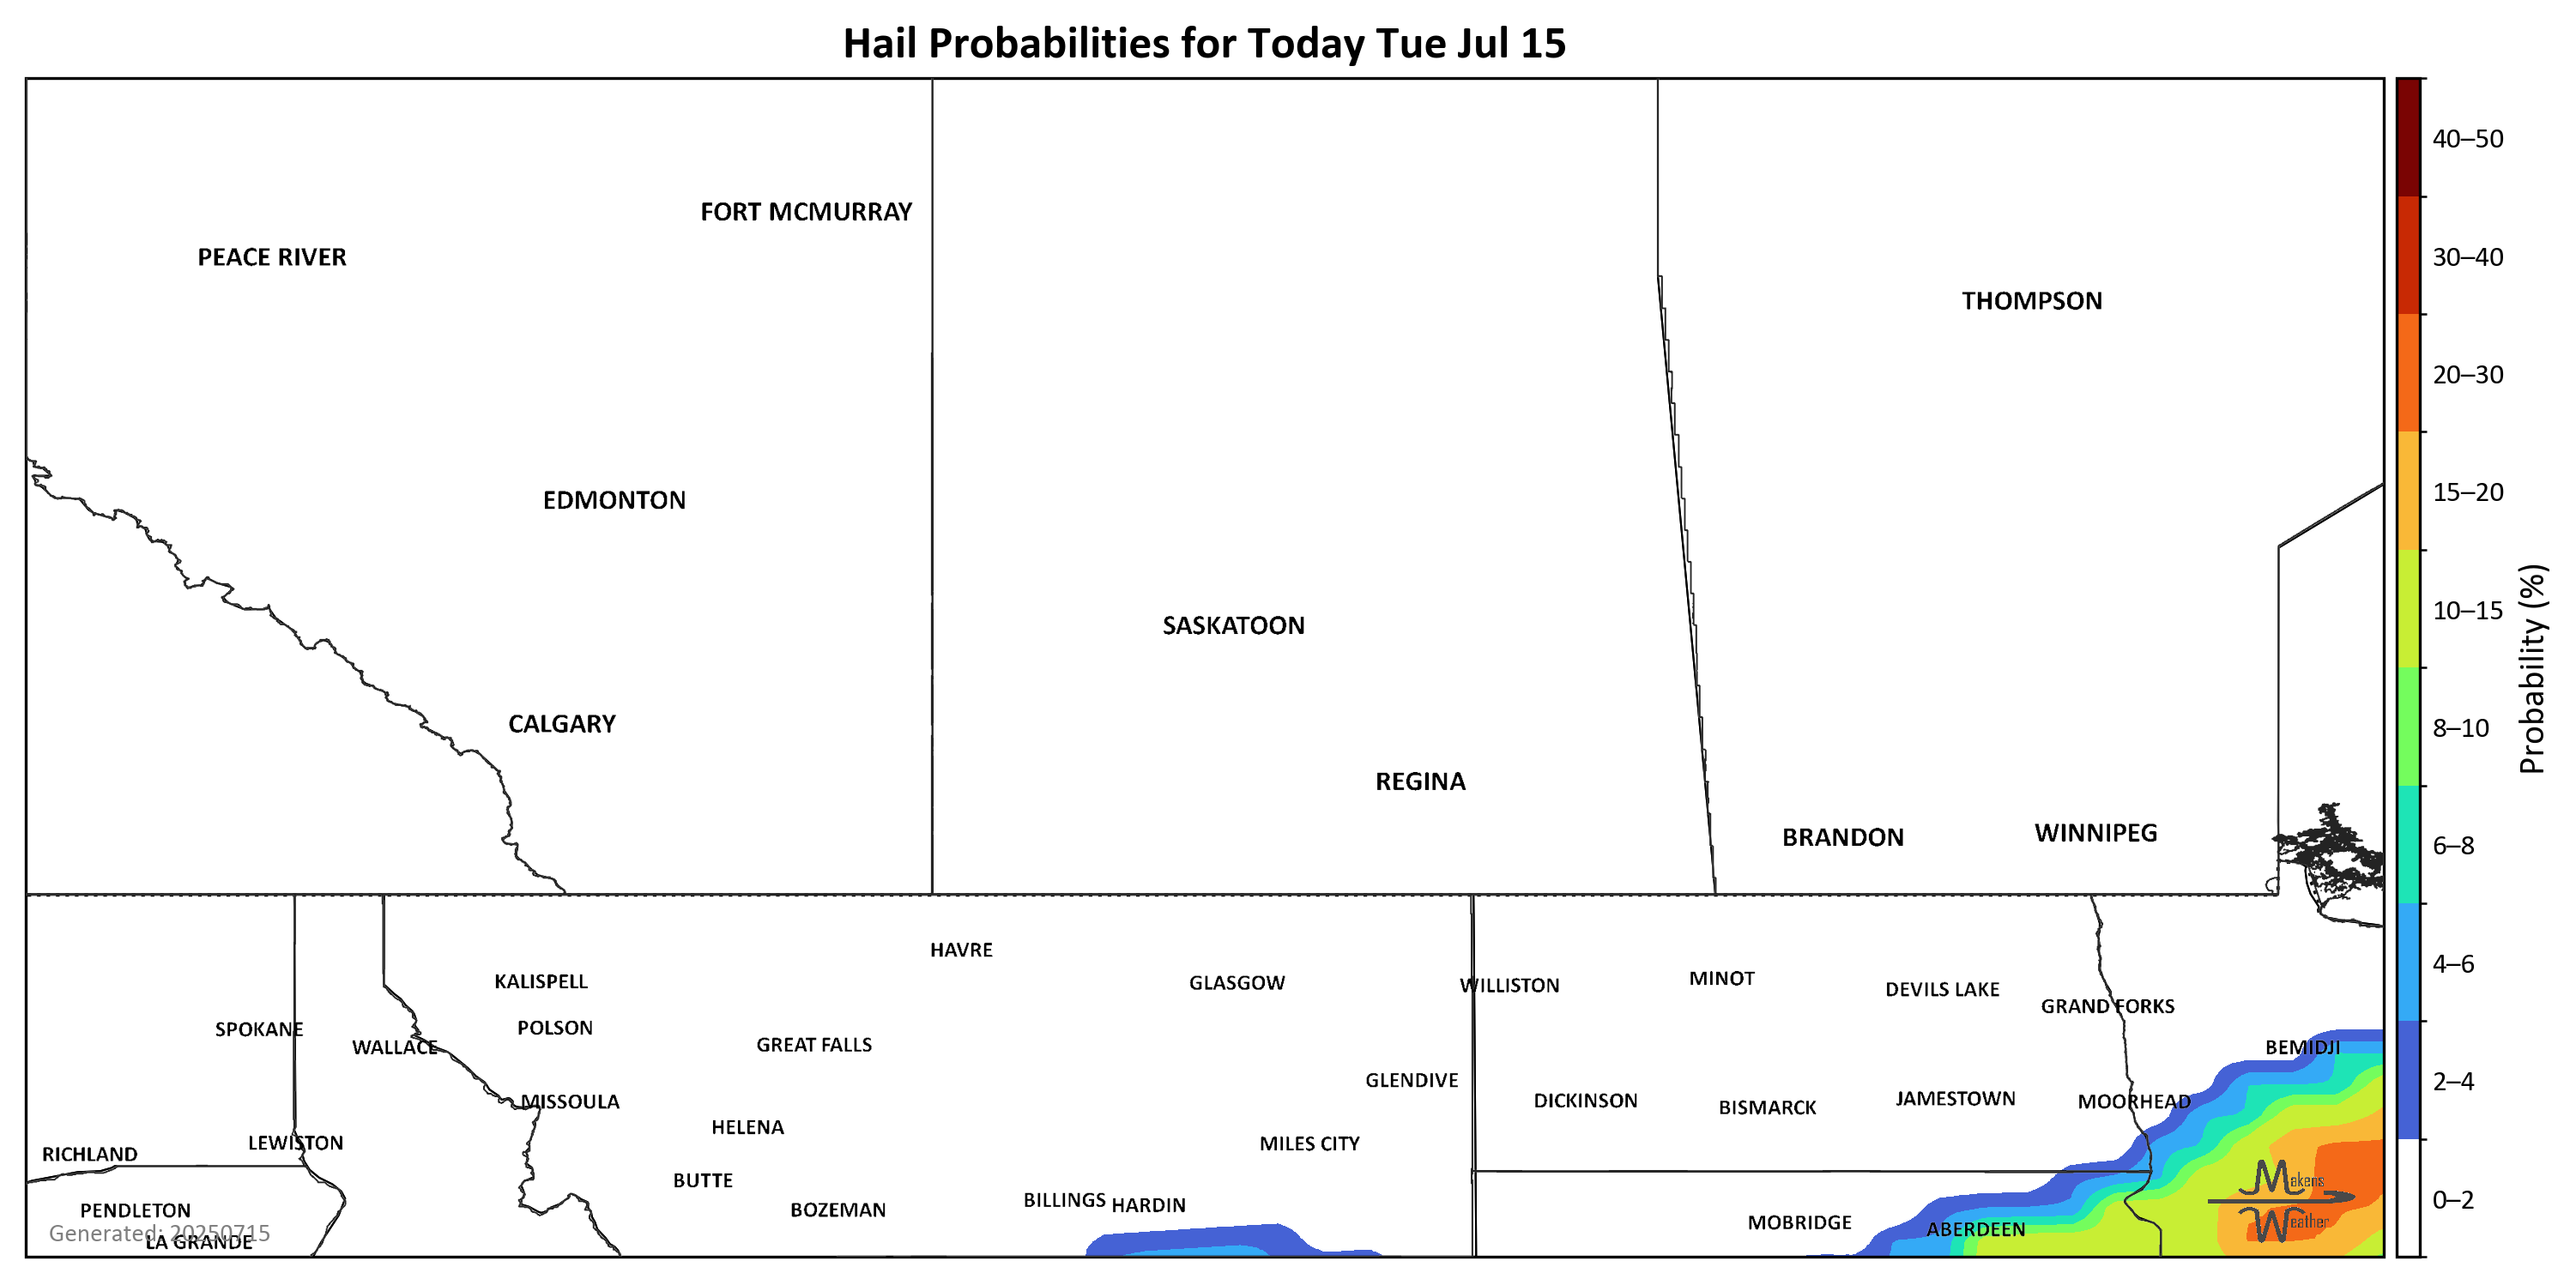 Hail Probabilities for Today Tue Jul 15
FORT MCMURRAY
PEACE RIVER
THOMPSON
EDMONTON
SASKATOON
CALGARY
REGINA
BRANDON
WINNIPEG
HAVRE
KALISPELL
GLASGOW
WILLISTON
MINOT
DEVILS LAKE
GRAND FORKS
SPOKANE
POLSON
WALLACE
GREAT FALLS
BEMIDJI
GLENDIVE
MISSOULA
DICKINSON
BISMARCK
JAMESTOWN
MOORHEAD
HELENA
LEWISTON
MILES CITY
RICHLAND
BUTTE
BILLINGS
HARDIN
PENDLETON
BOZEMAN
MOBRIDGE
ABERDEEN
Generated: 20250715
LA GRANDE
Makens
Weather
40–50
30–40
20–30
15–20
10–15
8–10
6–8
4–6
2–4
0–2
Probability (%)